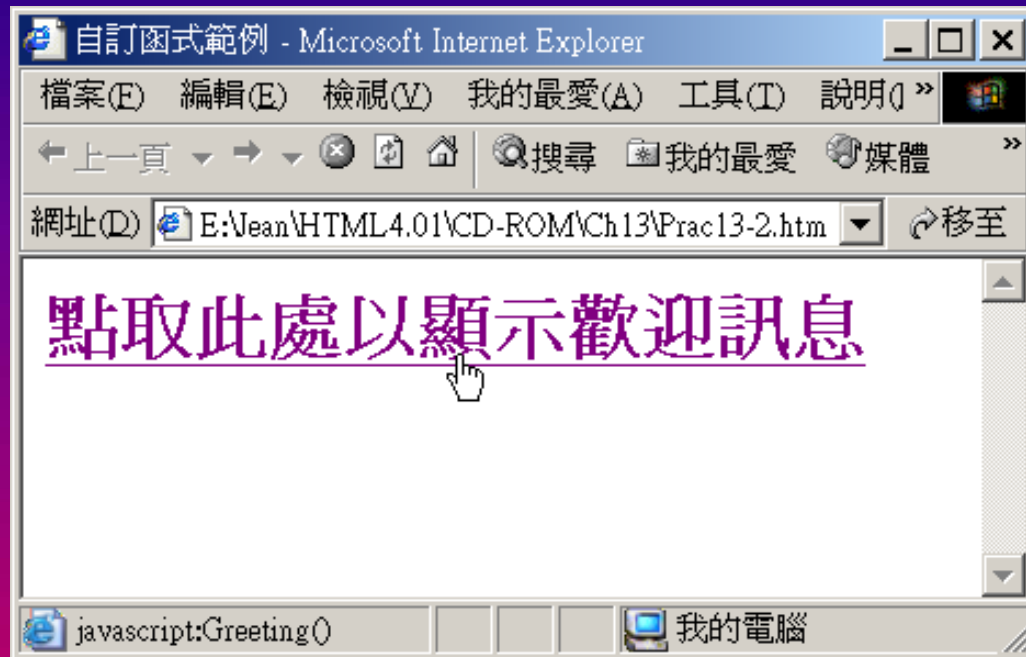 自訂函式範例 - Microsoft Internet Explorer
檔案(F) 編輯(E) 檢視(V) 我的最愛(A) 工具(T) 說明( »
上一頁 搜尋 我的最愛 媒體 »
網址(D) E:\Jean\HTML4.01\CD-ROM\Ch13\Prac13-2.htm 移至
點取此處以顯示歡迎訊息
javascript:Greeting() 我的電腦